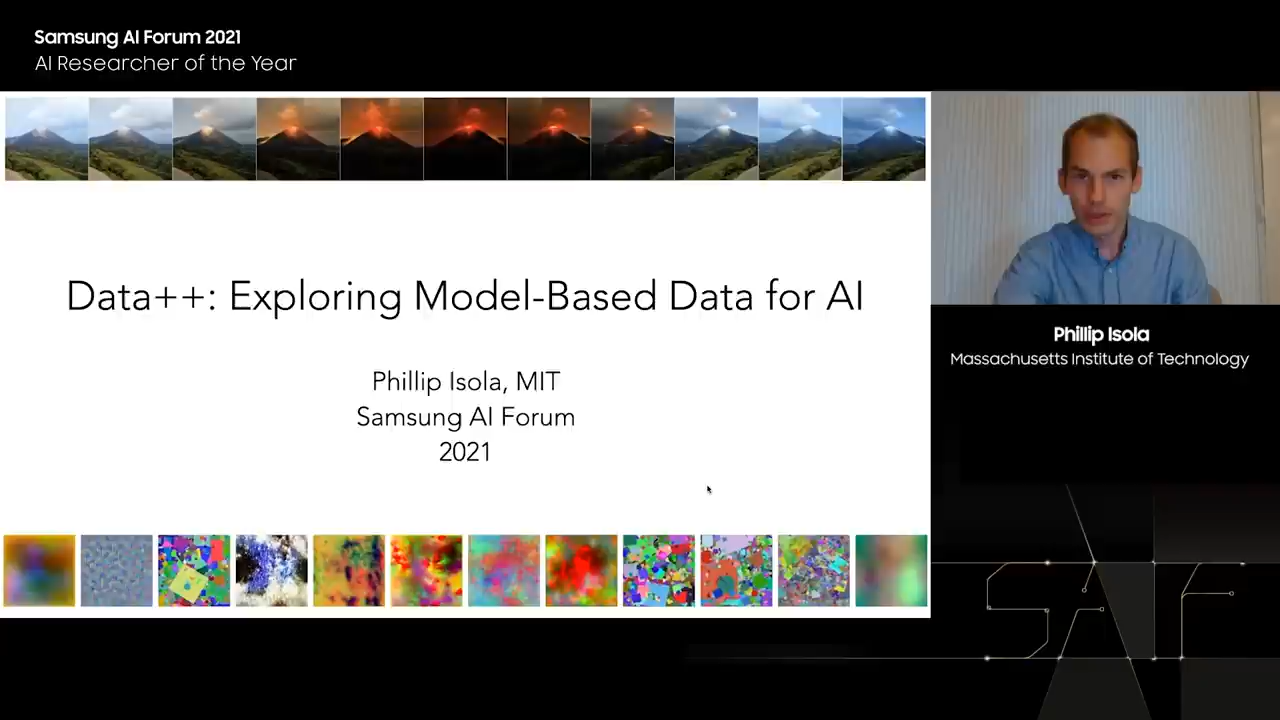 Samsung AI Forum 2021
AI Researcher of the Year
Data++: Exploring Model-Based Data for AI
Phillip Isola, MIT
Samsung AI Forum
2021
Phillip Isola
Massachusetts Institute of Technology
SAIF